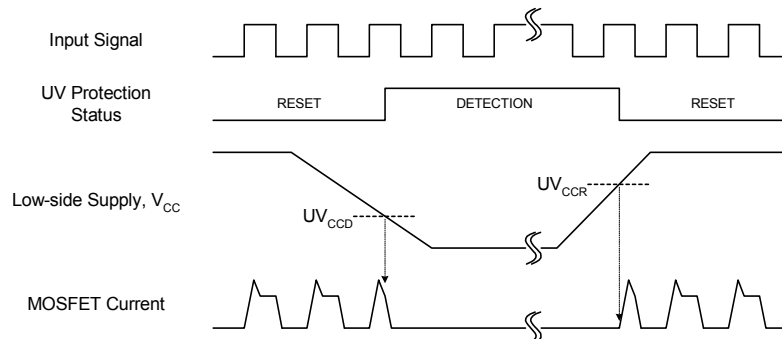 Input Signal
UV Protection
Status
RESET
DETECTION
RESET
Low-side Supply, VCC
UVCCD
UVCCR
MOSFET Current